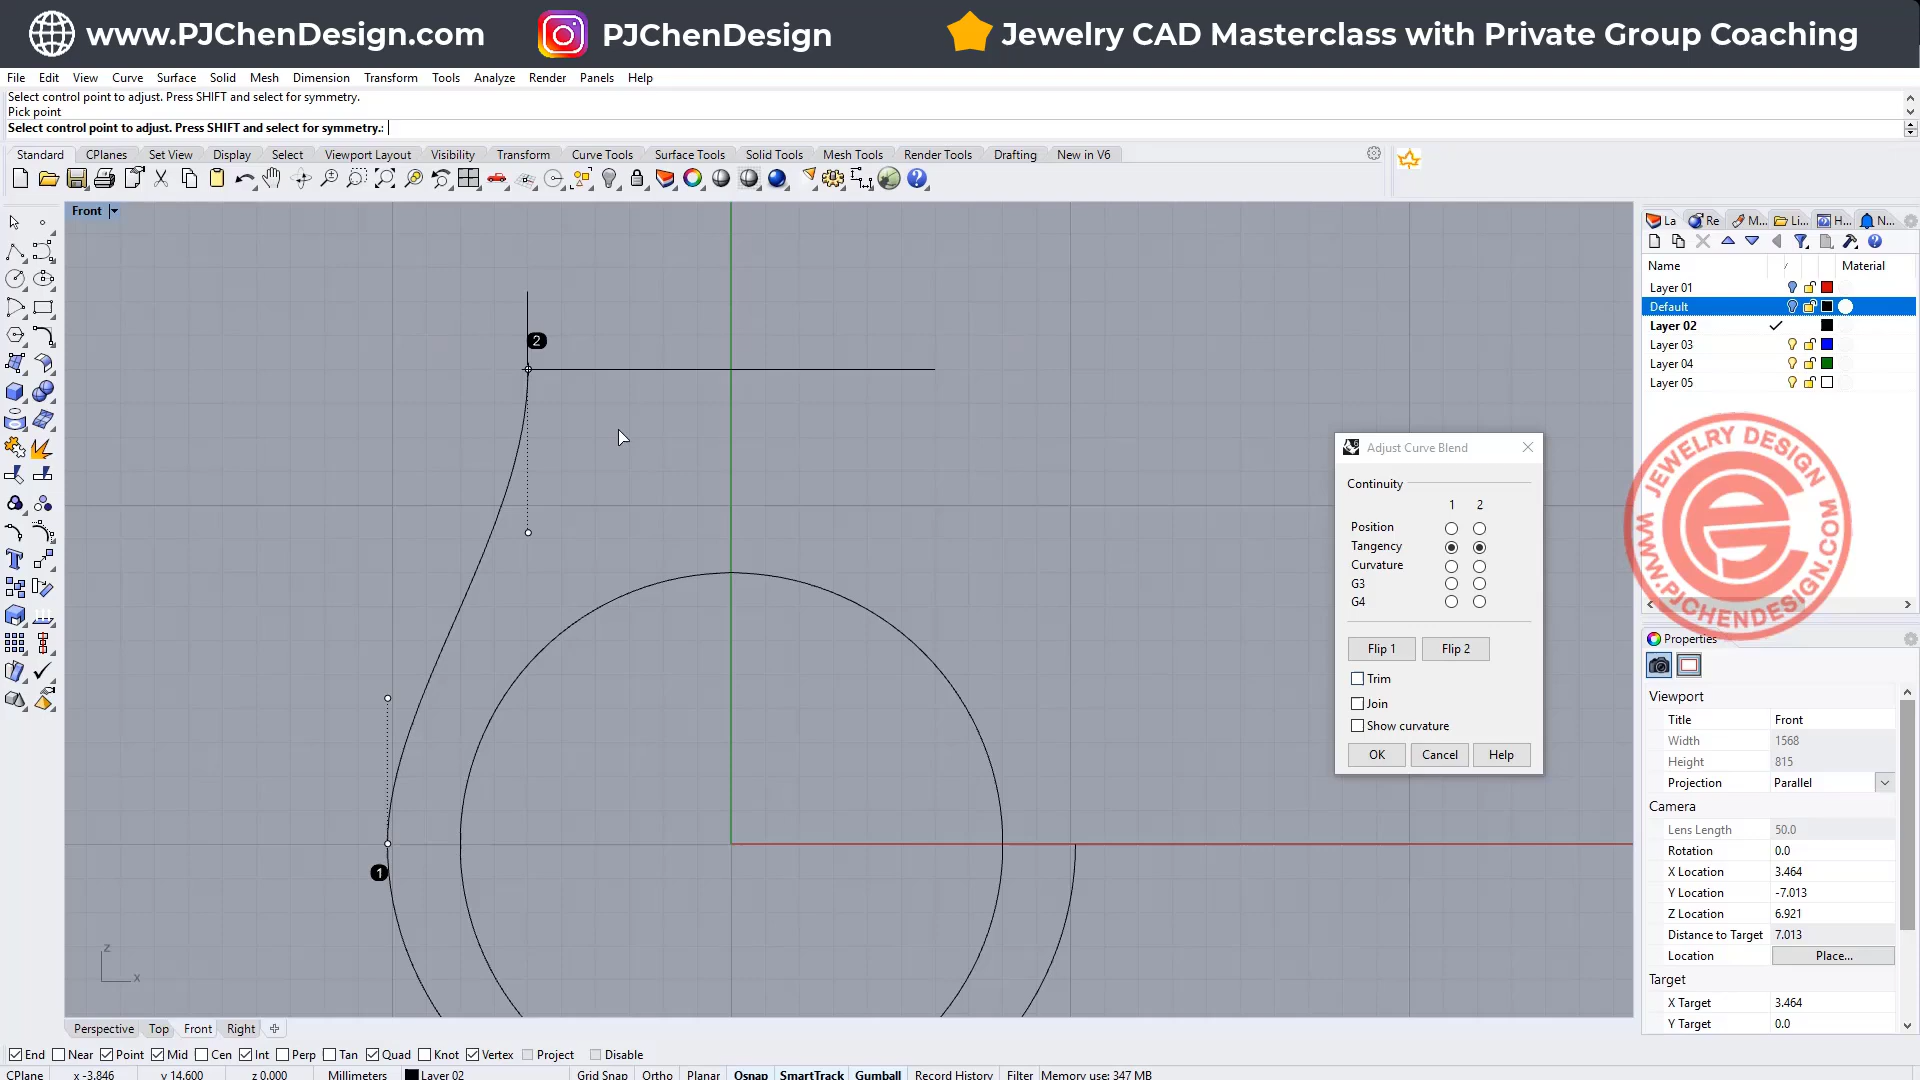 www.PJChenDesign.com PJChenDesign Jewelry CAD Masterclass with Private Group Coaching
File Edit View Curve Surface Solid Mesh Dimension Transform Tools Analyze Render Panels Help
Select control point to adjust. Press SHIFT and select for symmetry.
Pick point
Select control point to adjust. Press SHIFT and select for symmetry.:
Standard CPlanes Set View Display Select Viewport Layout Visibility Transform Curve Tools Surface Tools Solid Tools Mesh Tools Render Tools Drafting New in V6
Front
La Re M... Li... H... N...
Name Material
Layer 01
Default
Layer 02
Layer 03
Layer 04
Layer 05
2
1
z
x
Adjust Curve Blend
Continuity
1 2
Position
Tangency
Curvature
G3
G4
Flip 1 Flip 2
Trim
Join
Show curvature
OK Cancel Help
JEWELRY DESIGN
WWW.PJCHENDESIGN.COM
Properties
Viewport
Title Front
Width 1568
Height 815
Projection Parallel
Camera
Lens Length 50.0
Rotation 0.0
X Location 3.464
Y Location -7.013
Z Location 6.921
Distance to Target 7.013
Location Place...
Target
X Target 3.464
Y Target 0.0
Perspective Top Front Right
End Near Point Mid Cen Int Perp Tan Quad Knot Vertex Project Disable
CPlane x -3.846 y 14.600 z 0.000 Millimeters Layer 02 Grid Snap Ortho Planar Osnap SmartTrack Gumball Record History Filter Memory use: 347 MB